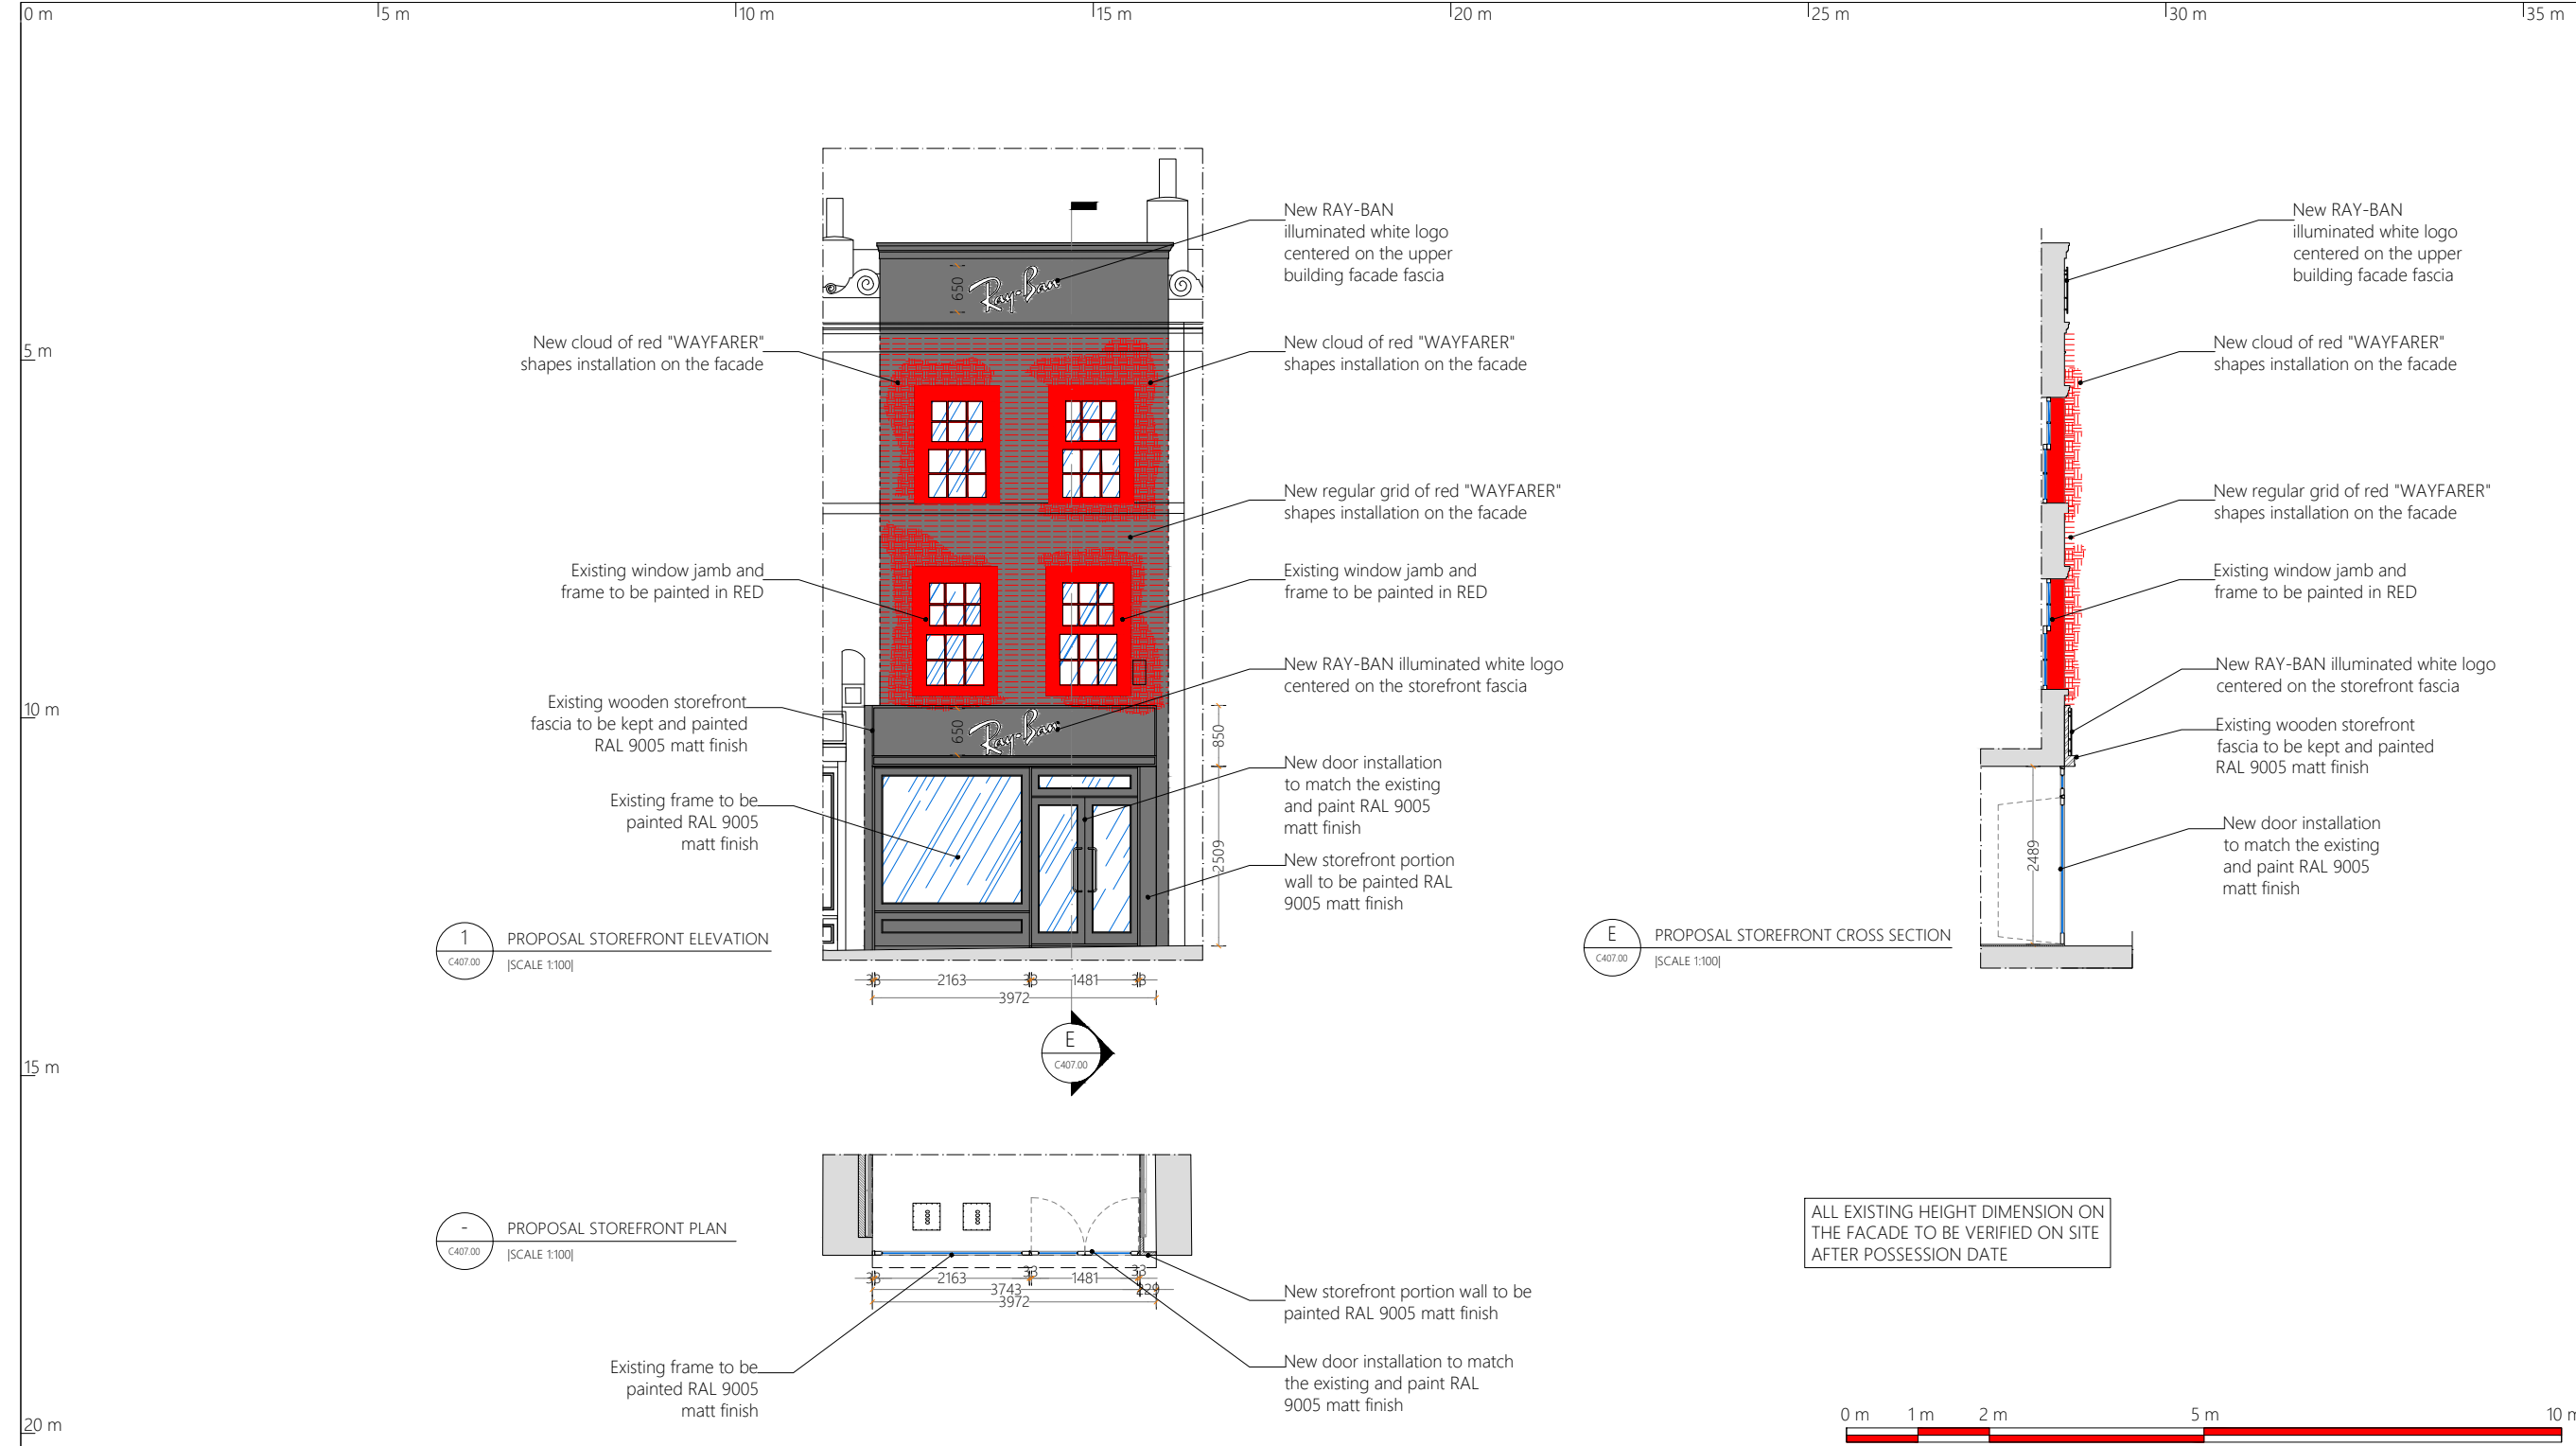 0 m
5 m
10 m
15 m
20 m
25 m
30 m
35 m
5 m
10 m
15 m
20 m
New RAY-BAN
illuminated white logo
centered on the upper
building facade fascia
650
Ray-Ban
New cloud of red "WAYFARER"
shapes installation on the facade
New cloud of red "WAYFARER"
shapes installation on the facade
New regular grid of red "WAYFARER"
shapes installation on the facade
Existing window jamb and
frame to be painted in RED
Existing window jamb and
frame to be painted in RED
New RAY-BAN illuminated white logo
centered on the storefront fascia
Existing wooden storefront
fascia to be kept and painted
RAL 9005 matt finish
650
Ray-Ban
850
New door installation
to match the existing
and paint RAL 9005
matt finish
Existing frame to be
painted RAL 9005
matt finish
2509
New storefront portion
wall to be painted RAL
9005 matt finish
1
C407.00
PROPOSAL STOREFRONT ELEVATION
|SCALE 1:100|
33
2163
33
1481
33
3972
E
C407.00
New RAY-BAN
illuminated white logo
centered on the upper
building facade fascia
New cloud of red "WAYFARER"
shapes installation on the facade
New regular grid of red "WAYFARER"
shapes installation on the facade
Existing window jamb and
frame to be painted in RED
New RAY-BAN illuminated white logo
centered on the storefront fascia
Existing wooden storefront
fascia to be kept and painted
RAL 9005 matt finish
New door installation
to match the existing
and paint RAL 9005
matt finish
2489
E
C407.00
PROPOSAL STOREFRONT CROSS SECTION
|SCALE 1:100|
-
C407.00
PROPOSAL STOREFRONT PLAN
|SCALE 1:100|
33
2163
33
1481
33
3743
229
3972
New storefront portion wall to be
painted RAL 9005 matt finish
Existing frame to be
painted RAL 9005
matt finish
New door installation to match
the existing and paint RAL
9005 matt finish
ALL EXISTING HEIGHT DIMENSION ON
THE FACADE TO BE VERIFIED ON SITE
AFTER POSSESSION DATE
0 m
1 m
2 m
5 m
10 m